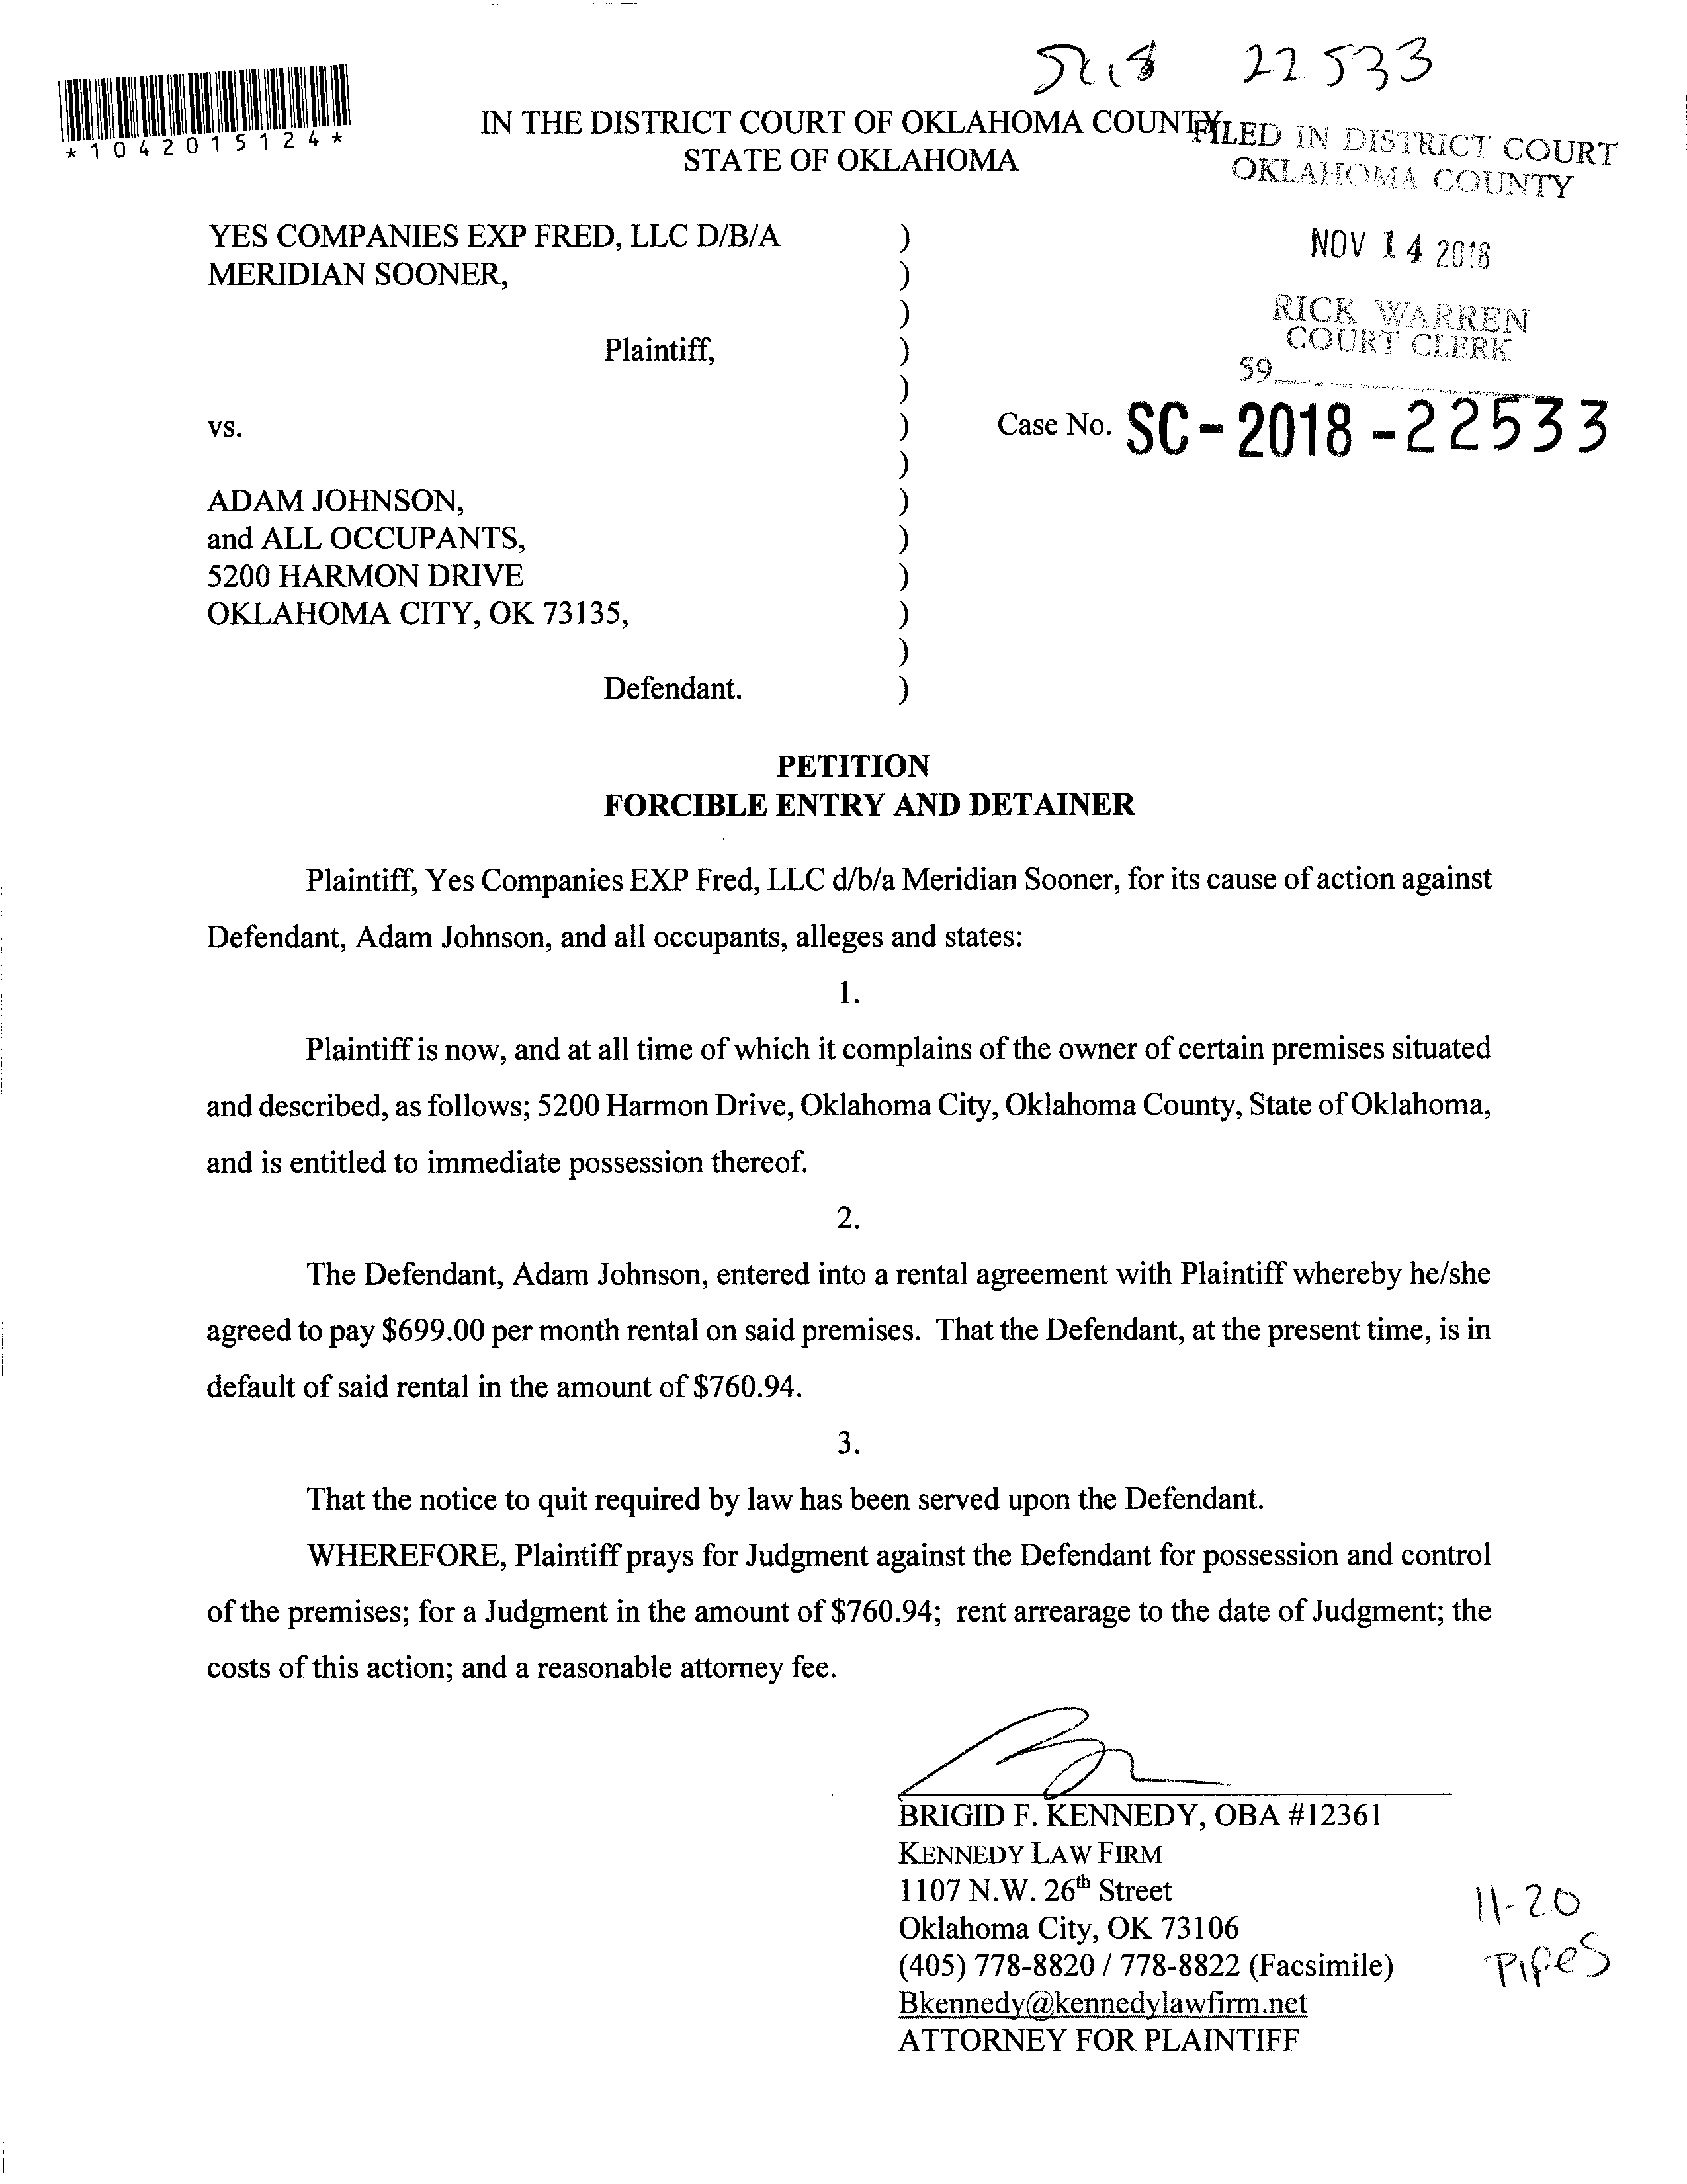 SC18 22533
*1042015124*
IN THE DISTRICT COURT OF OKLAHOMA COUNTY
STATE OF OKLAHOMA
FILED IN DISTRICT COURT
OKLAHOMA COUNTY
NOV 14 2018
RICK WARREN
COURT CLERK
59
YES COMPANIES EXP FRED, LLC D/B/A )
MERIDIAN SOONER, )
)
Plaintiff, )
)
vs. ) Case No. SC-2018-22533
)
ADAM JOHNSON, )
and ALL OCCUPANTS, )
5200 HARMON DRIVE )
OKLAHOMA CITY, OK 73135, )
)
Defendant. )
PETITION
FORCIBLE ENTRY AND DETAINER
Plaintiff, Yes Companies EXP Fred, LLC d/b/a Meridian Sooner, for its cause of action against
Defendant, Adam Johnson, and all occupants, alleges and states:
1.
Plaintiff is now, and at all time of which it complains of the owner of certain premises situated
and described, as follows; 5200 Harmon Drive, Oklahoma City, Oklahoma County, State of Oklahoma,
and is entitled to immediate possession thereof.
2.
The Defendant, Adam Johnson, entered into a rental agreement with Plaintiff whereby he/she
agreed to pay $699.00 per month rental on said premises. That the Defendant, at the present time, is in
default of said rental in the amount of $760.94.
3.
That the notice to quit required by law has been served upon the Defendant.
WHEREFORE, Plaintiff prays for Judgment against the Defendant for possession and control
of the premises; for a Judgment in the amount of $760.94; rent arrearage to the date of Judgment; the
costs of this action; and a reasonable attorney fee.
BRIGID F. KENNEDY, OBA #12361
KENNEDY LAW FIRM
1107 N.W. 26th Street
Oklahoma City, OK 73106
(405) 778-8820 / 778-8822 (Facsimile)
Bkennedy@kennedylawfirm.net
ATTORNEY FOR PLAINTIFF
11-20
Pipes